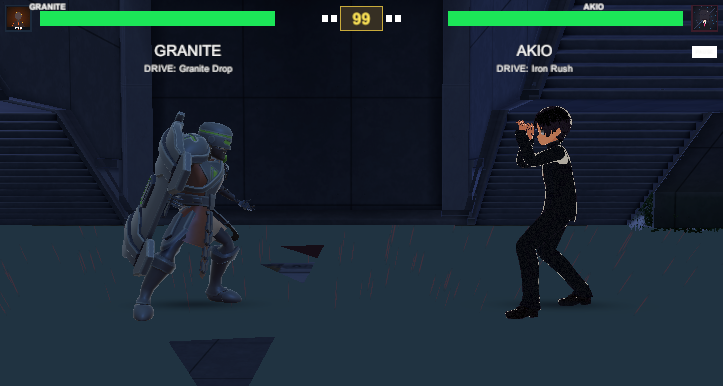 GRANITE
99
AKIO
GRANITE
AKIO
DRIVE: Granite Drop
DRIVE: Iron Rush